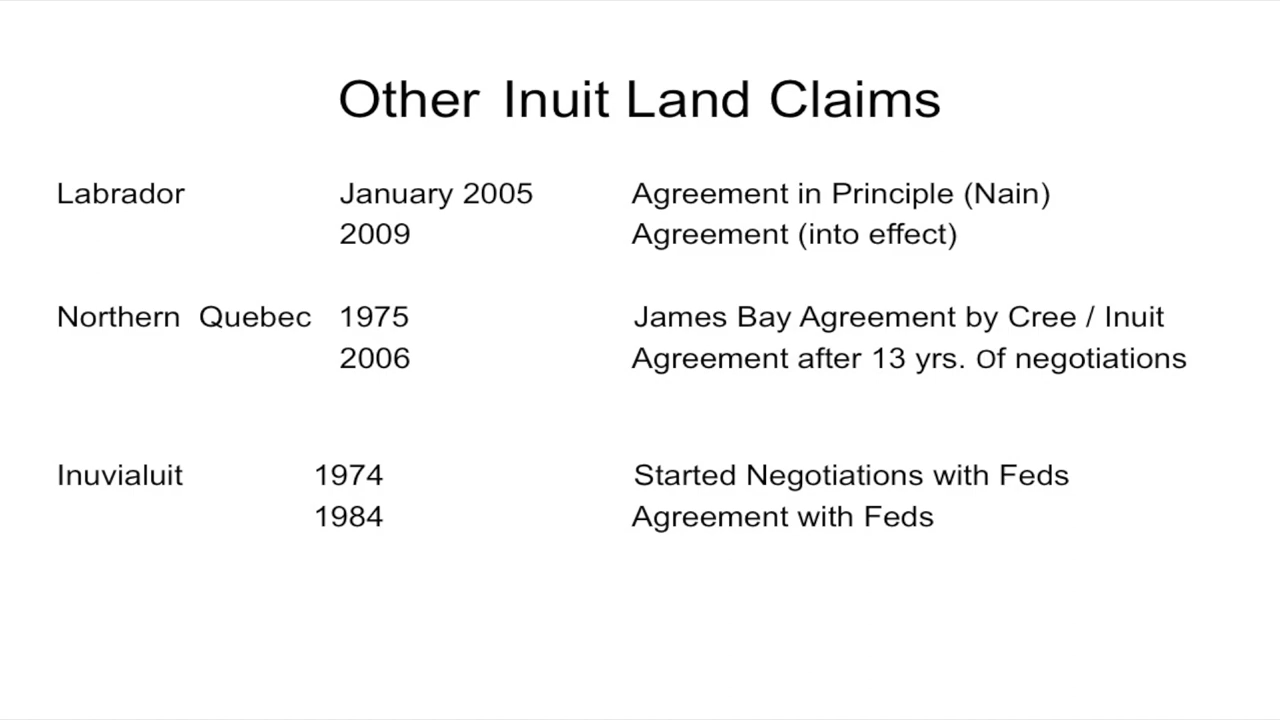 Other Inuit Land Claims
Labrador January 2005 Agreement in Principle (Nain)
2009 Agreement (into effect)
Northern Quebec 1975 James Bay Agreement by Cree / Inuit
2006 Agreement after 13 yrs. Of negotiations
Inuvialuit 1974 Started Negotiations with Feds
1984 Agreement with Feds